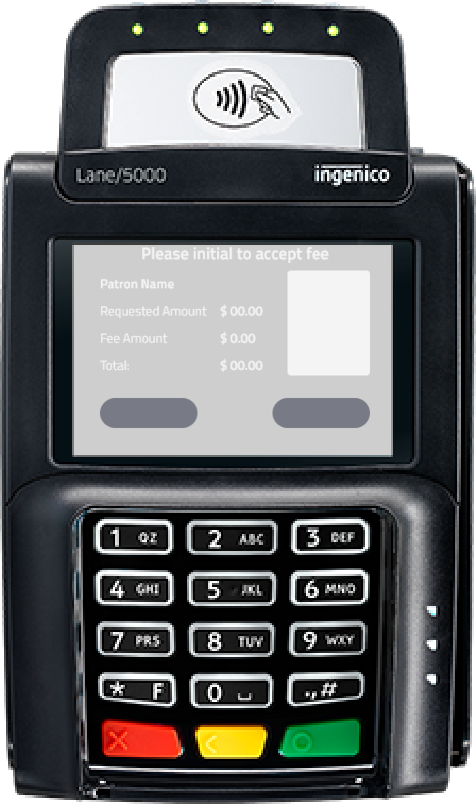 Lane/5000 ingenico
Please initial to accept fee
Patron Name
Requested Amount $ 00.00
Fee Amount $ 0.00
Total: $ 00.00
1 QZ 2 ABC 3 DEF
4 GHI 5 JKL 6 MNO
7 PRS 8 TUV 9 WXY
* F 0 ⎵ .,#